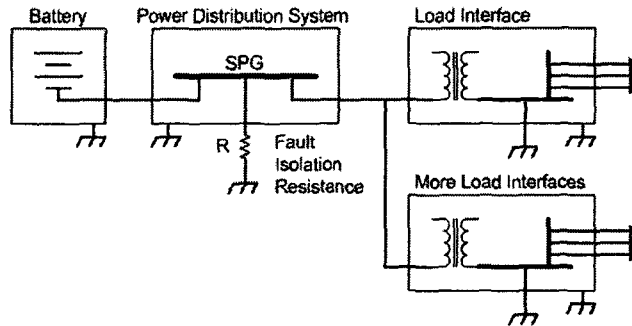 Battery
Power Distribution System
Load Interface
SPG
R
Fault
Isolation
Resistance
More Load Interfaces